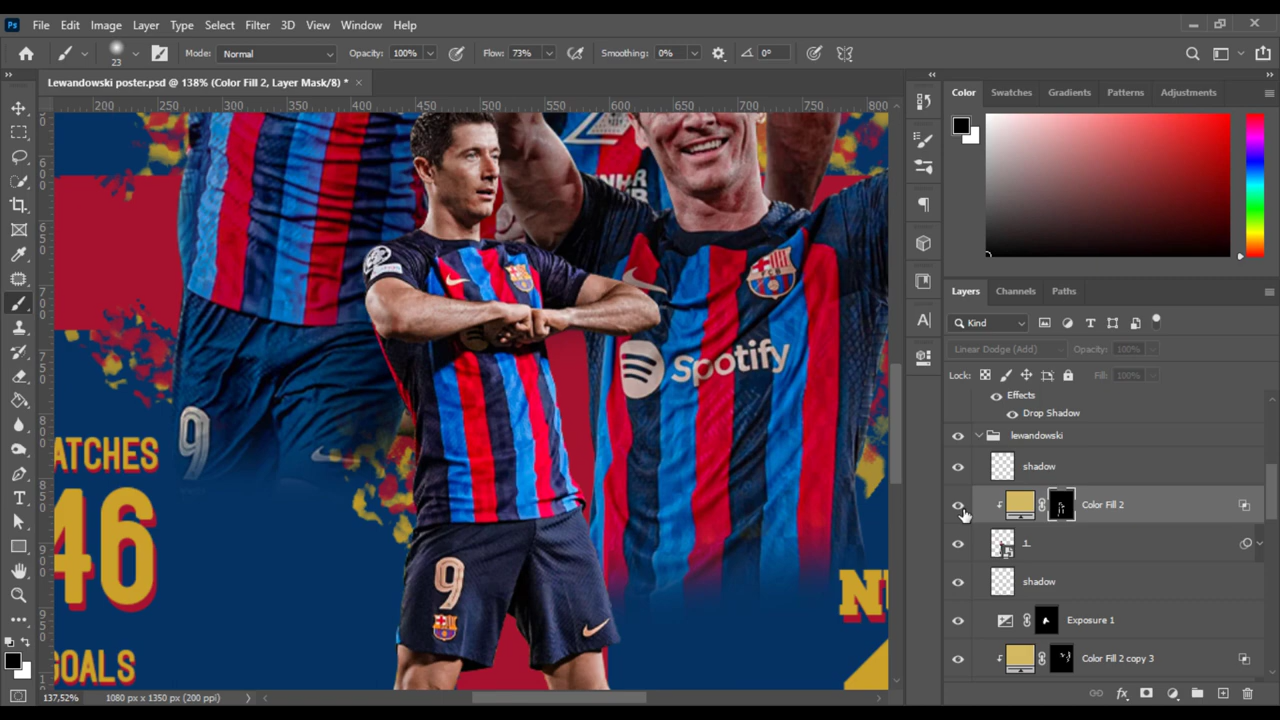 Ps File Edit Image Layer Type Select Filter 3D View Window Help
23 Mode: Normal Opacity: 100% Flow: 73% Smoothing: 0% 0°
Lewandowski poster.psd @ 138% (Color Fill 2, Layer Mask/8) *
200 250 300 350 400 450 500 550 600 650 700 750 800
Color Swatches Gradients Patterns Adjustments
Spotify
9
ATCHES
46
GOALS
9
FCB
NU
Layers Channels Paths
Kind
Linear Dodge (Add) Opacity: 100%
Lock: Fill: 100%
Effects
Drop Shadow
lewandowski
shadow
Color Fill 2
1
shadow
Exposure 1
Color Fill 2 copy 3
137,52% 1080 px x 1350 px (200 ppi)